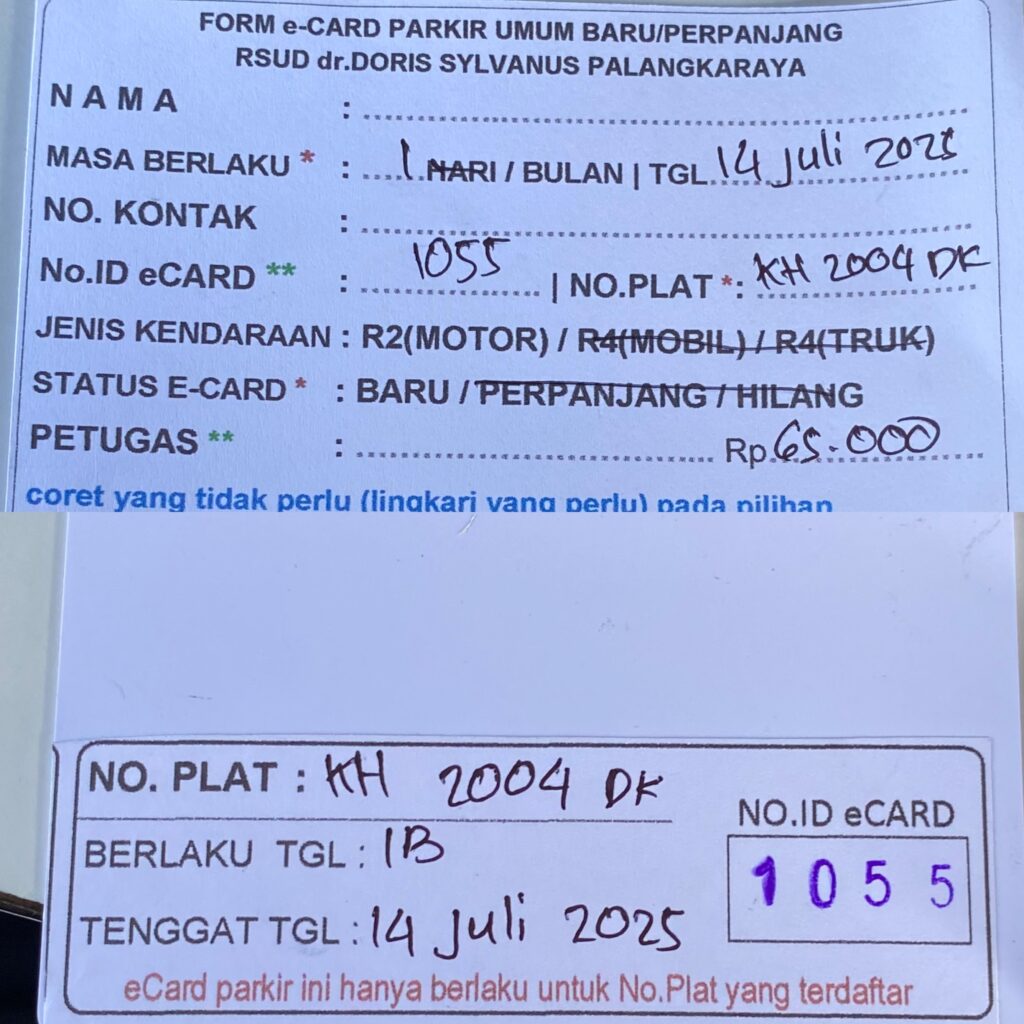 FORM e-CARD PARKIR UMUM BARU/PERPANJANG
RSUD dr.DORIS SYLVANUS PALANGKARAYA
N A M A :
MASA BERLAKU * : 1 HARI / BULAN | TGL. 14 Juli 2025
NO. KONTAK :
No.ID eCARD ** : 1055 | NO.PLAT *: KH 2004 DK
JENIS KENDARAAN : R2(MOTOR) / R4(MOBIL) / R4(TRUK)
STATUS E-CARD * : BARU / PERPANJANG / HILANG
PETUGAS ** : Rp. 65.000
coret yang tidak perlu (lingkari yang perlu) pada pilihan
NO. PLAT : KH 2004 DK
NO.ID eCARD
BERLAKU TGL : 1B
1055
TENGGAT TGL : 14 Juli 2025
eCard parkir ini hanya berlaku untuk No.Plat yang terdaftar